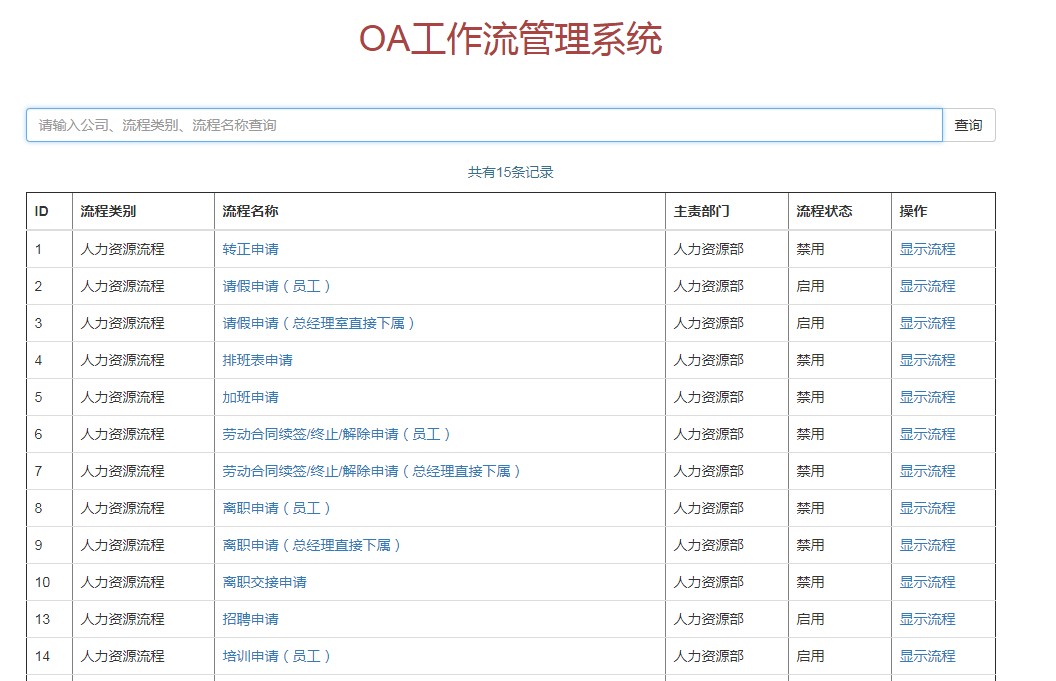 OA工作流管理系统
请输入公司、流程类别、流程名称查询 查询
共有15条记录
ID 流程类别 流程名称 主责部门 流程状态 操作
1 人力资源流程 转正申请 人力资源部 禁用 显示流程
2 人力资源流程 请假申请（员工） 人力资源部 启用 显示流程
3 人力资源流程 请假申请（总经理室直接下属） 人力资源部 启用 显示流程
4 人力资源流程 排班表申请 人力资源部 禁用 显示流程
5 人力资源流程 加班申请 人力资源部 禁用 显示流程
6 人力资源流程 劳动合同续签/终止/解除申请（员工） 人力资源部 禁用 显示流程
7 人力资源流程 劳动合同续签/终止/解除申请（总经理直接下属） 人力资源部 禁用 显示流程
8 人力资源流程 离职申请（员工） 人力资源部 禁用 显示流程
9 人力资源流程 离职申请（总经理直接下属） 人力资源部 禁用 显示流程
10 人力资源流程 离职交接申请 人力资源部 禁用 显示流程
13 人力资源流程 招聘申请 人力资源部 启用 显示流程
14 人力资源流程 培训申请（员工） 人力资源部 启用 显示流程